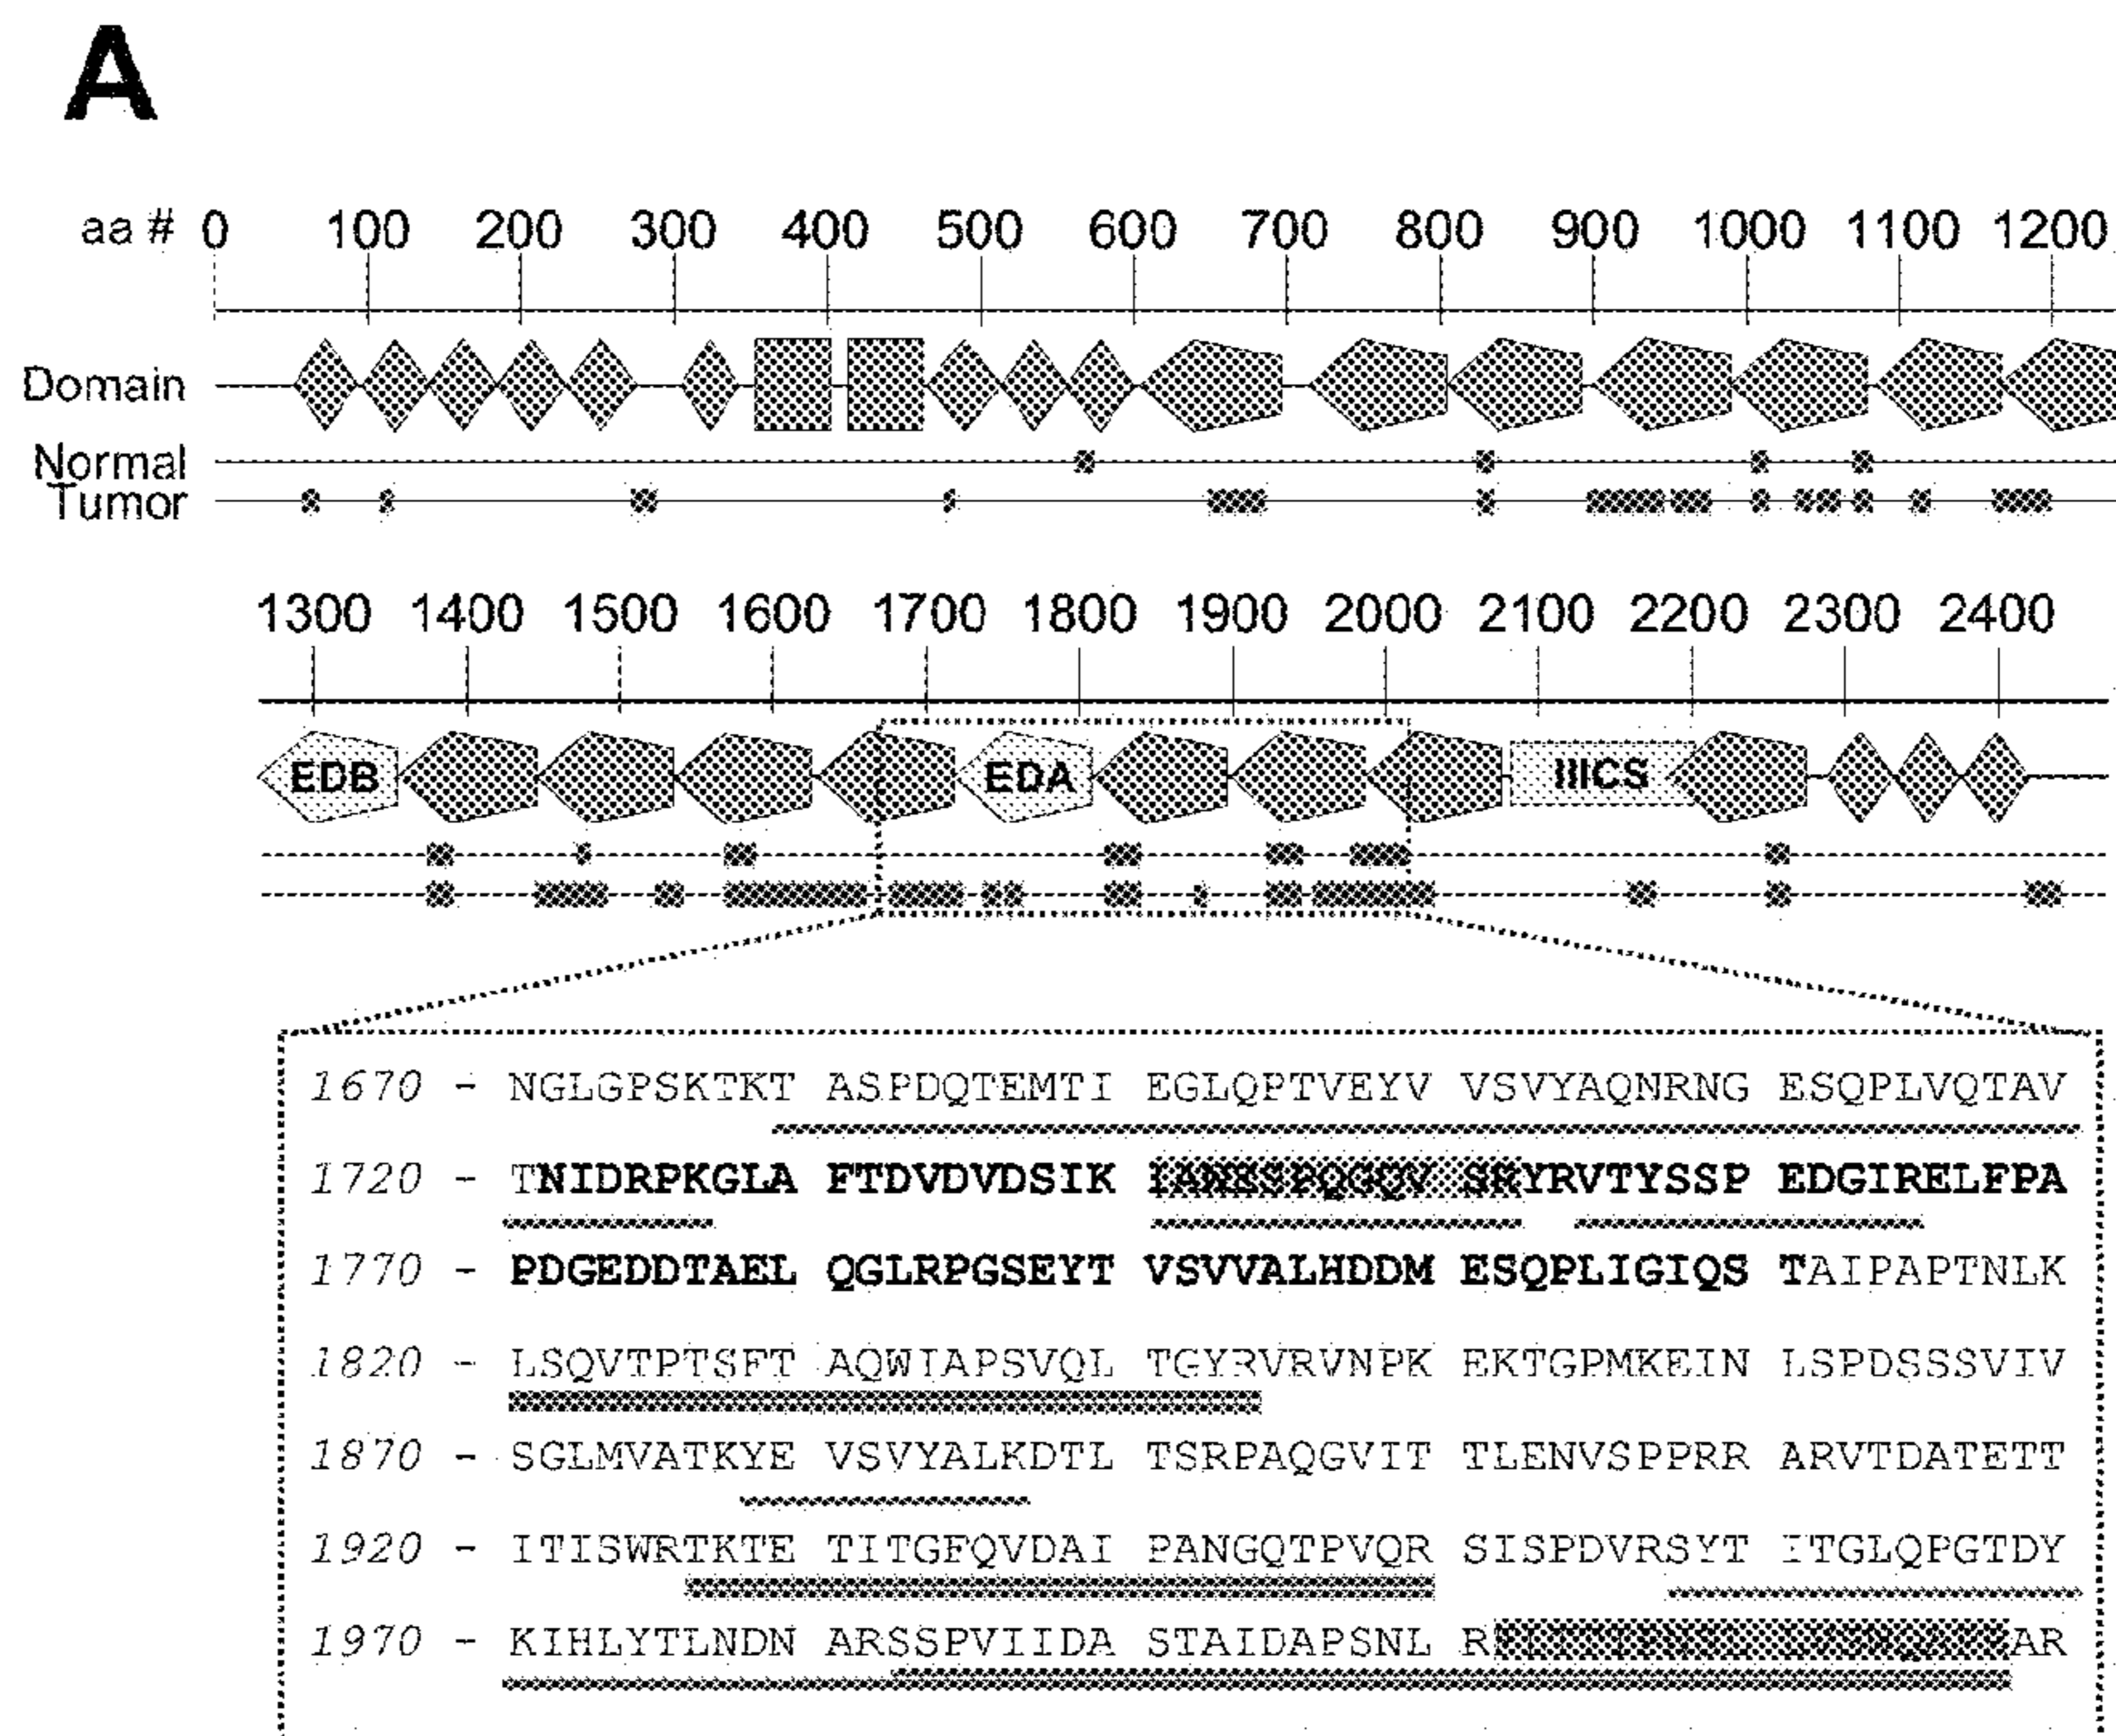 A
aa # 0 100 200 300 400 500 600 700 800 900 1000 1100 1200
Domain
Normal
Tumor
1300 1400 1500 1600 1700 1800 1900 2000 2100 2200 2300 2400
EDB EDA IIICS
1670 - NGLGPSKTKT ASPDQTEMTI EGLQPTVEYV VSVYAQNRNG ESQPLVQTAV
1720 - TNIDRPKGLA FTDVDVDSIK IAWESPQGQV SRYRVTYSSP EDGIRELFPA
1770 - PDGEDDTAEL QGLRPGSEYT VSVVALHDDM ESQPLIGIQS TAIPAPTNLK
1820 - LSQVTPTSFT AQWIAPSVQL TGYRVRVNPK EKTGPMKEIN LSPDSSSVIV
1870 - SGLMVATKYE VSVYALKDTL TSRPAQGVIT TLENVSPPRR ARVTDATETT
1920 - ITISWRTKTE TITGFQVDAI PANGQTPVQR SISPDVRSYT ITGLQPGTDY
1970 - KIHLYTLNDN ARSSPVIIDA STAIDAPSNL